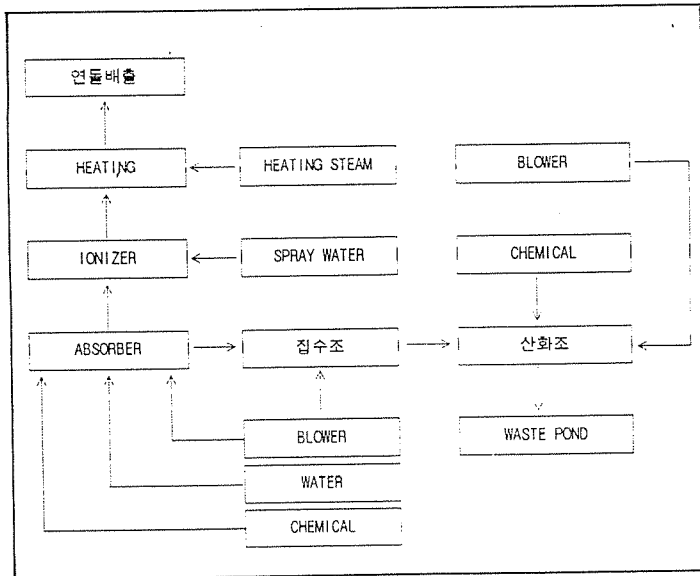 연돌배출
HEATING
HEATING STEAM
BLOWER
IONIZER
SPRAY WATER
CHEMICAL
ABSORBER
집수조
산화조
BLOWER
WASTE POND
WATER
CHEMICAL